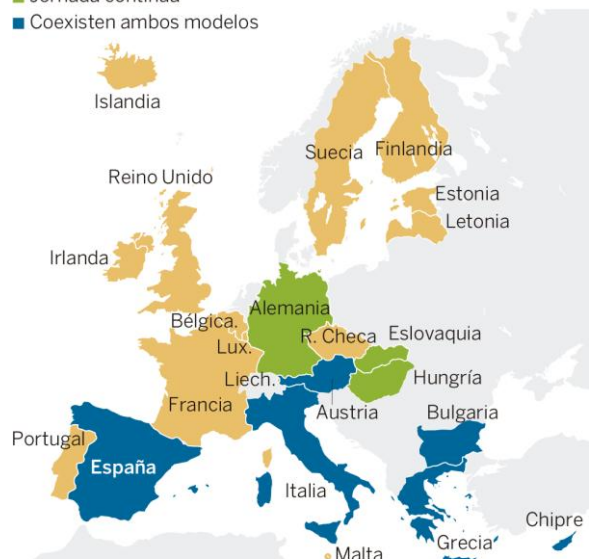 Jornada continua
Coexisten ambos modelos
Islandia
Suecia
Finlandia
Reino Unido
Estonia
Letonia
Irlanda
Alemania
Bélgica.
R. Checa
Eslovaquia
Lux.
Liech.
Hungría
Francia
Austria
Bulgaria
Portugal
España
Italia
Chipre
Grecia
Malta